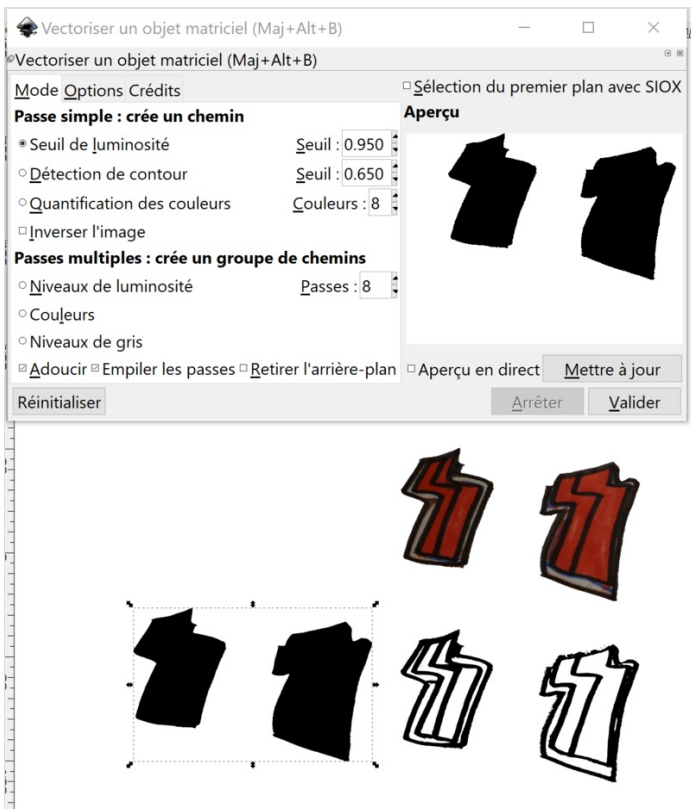 Vectoriser un objet matriciel (Maj+Alt+B)
Vectoriser un objet matriciel (Maj+Alt+B)
Mode Options Crédits
Sélection du premier plan avec SIOX
Passe simple : crée un chemin
Aperçu
Seuil de luminosité Seuil : 0.950
Détection de contour Seuil : 0.650
Quantification des couleurs Couleurs : 8
Inverser l'image
Passes multiples : crée un groupe de chemins
Niveaux de luminosité Passes : 8
Couleurs
Niveaux de gris
Adoucir Empiler les passes Retirer l'arrière-plan Aperçu en direct Mettre à jour
Réinitialiser Arrêter Valider